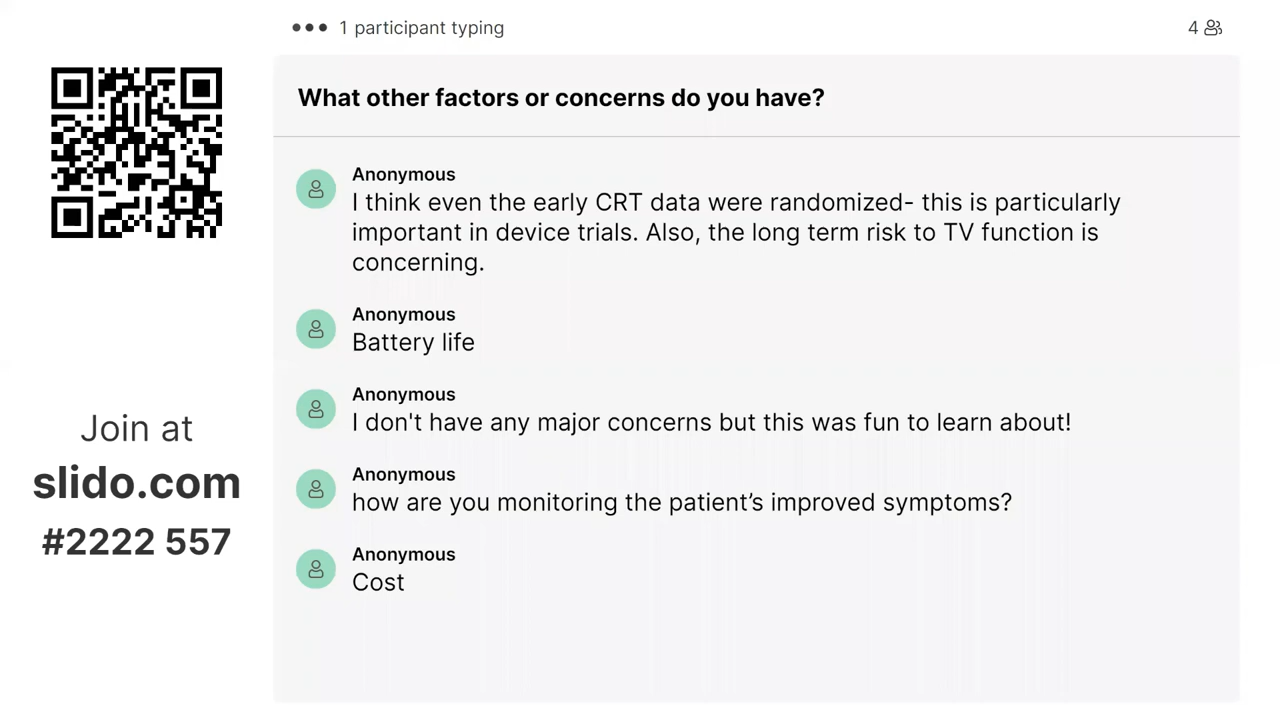 ••• 1 participant typing
4
What other factors or concerns do you have?
Anonymous
I think even the early CRT data were randomized- this is particularly
important in device trials. Also, the long term risk to TV function is
concerning.
Anonymous
Battery life
Anonymous
I don't have any major concerns but this was fun to learn about!
Anonymous
how are you monitoring the patient’s improved symptoms?
Anonymous
Cost
Join at
slido.com
#2222 557